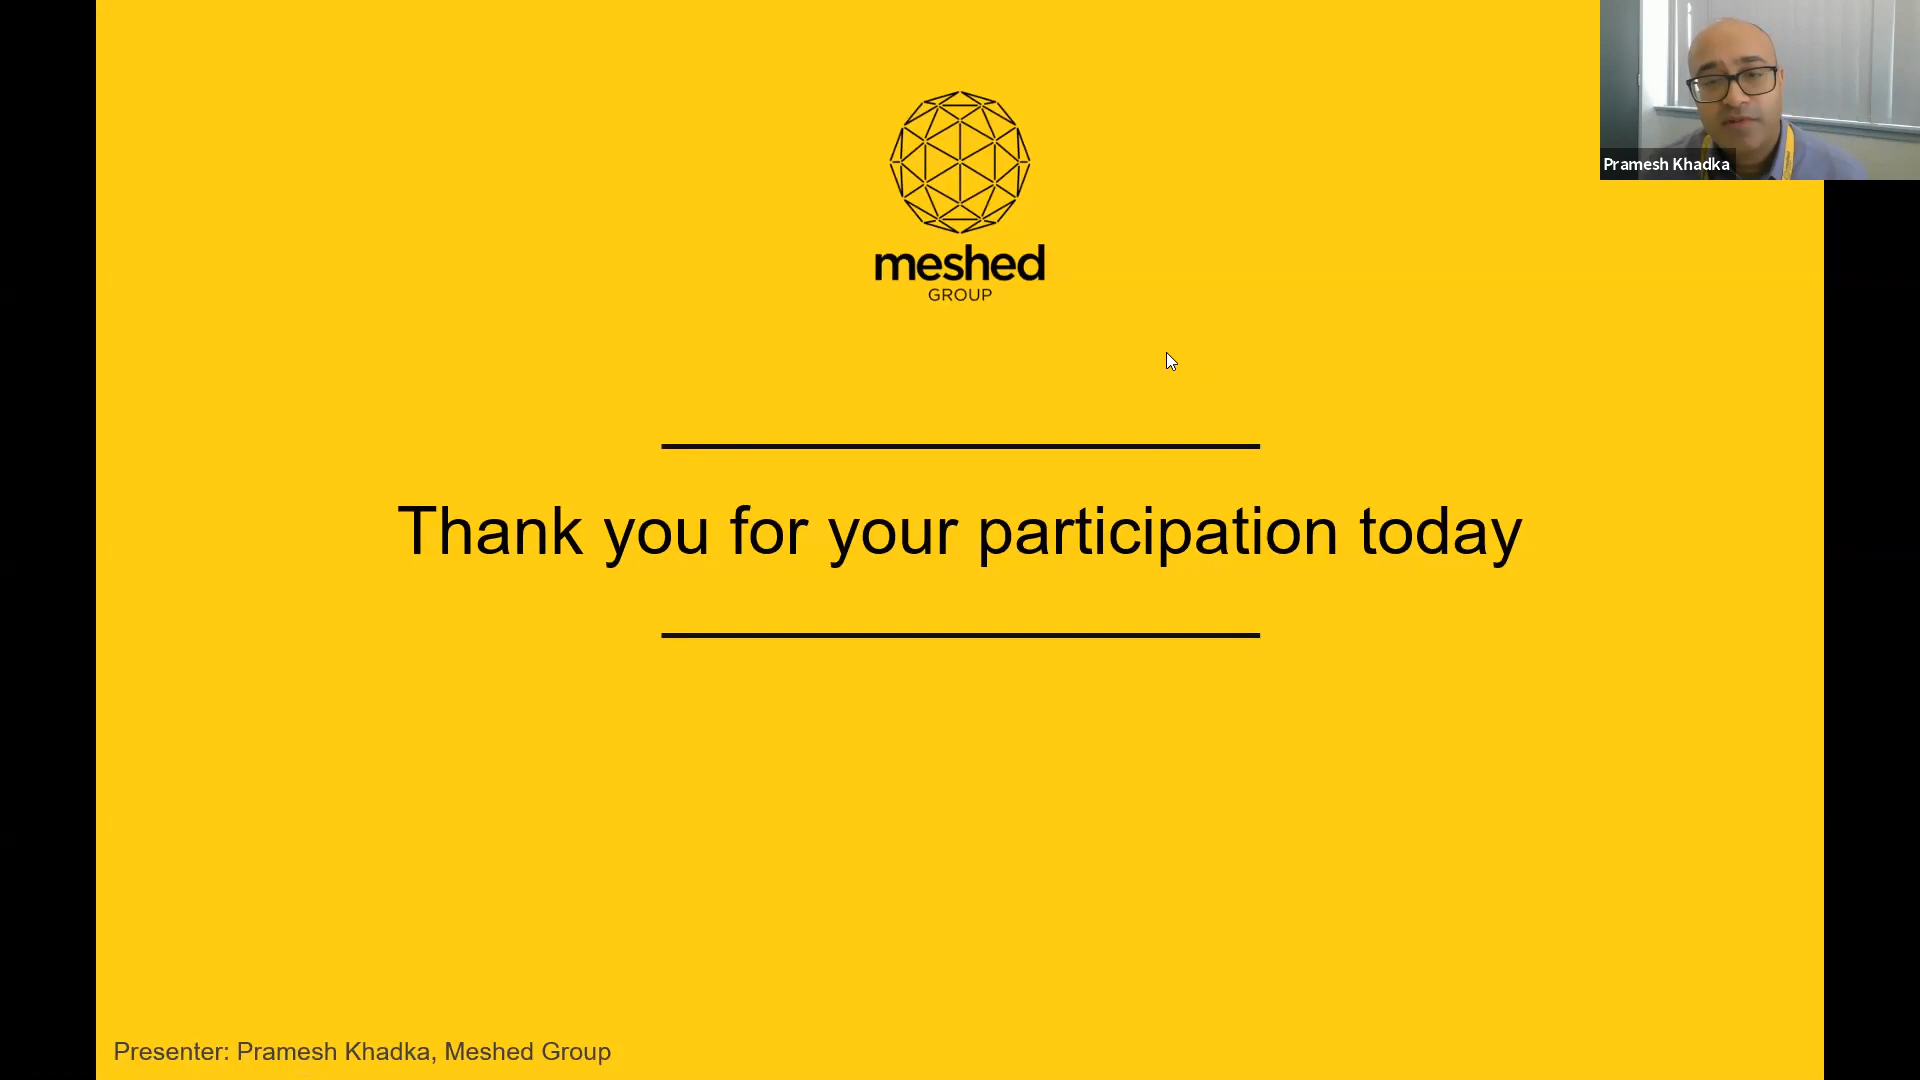 Pramesh Khadka
meshed
GROUP
Thank you for your participation today
Presenter: Pramesh Khadka, Meshed Group